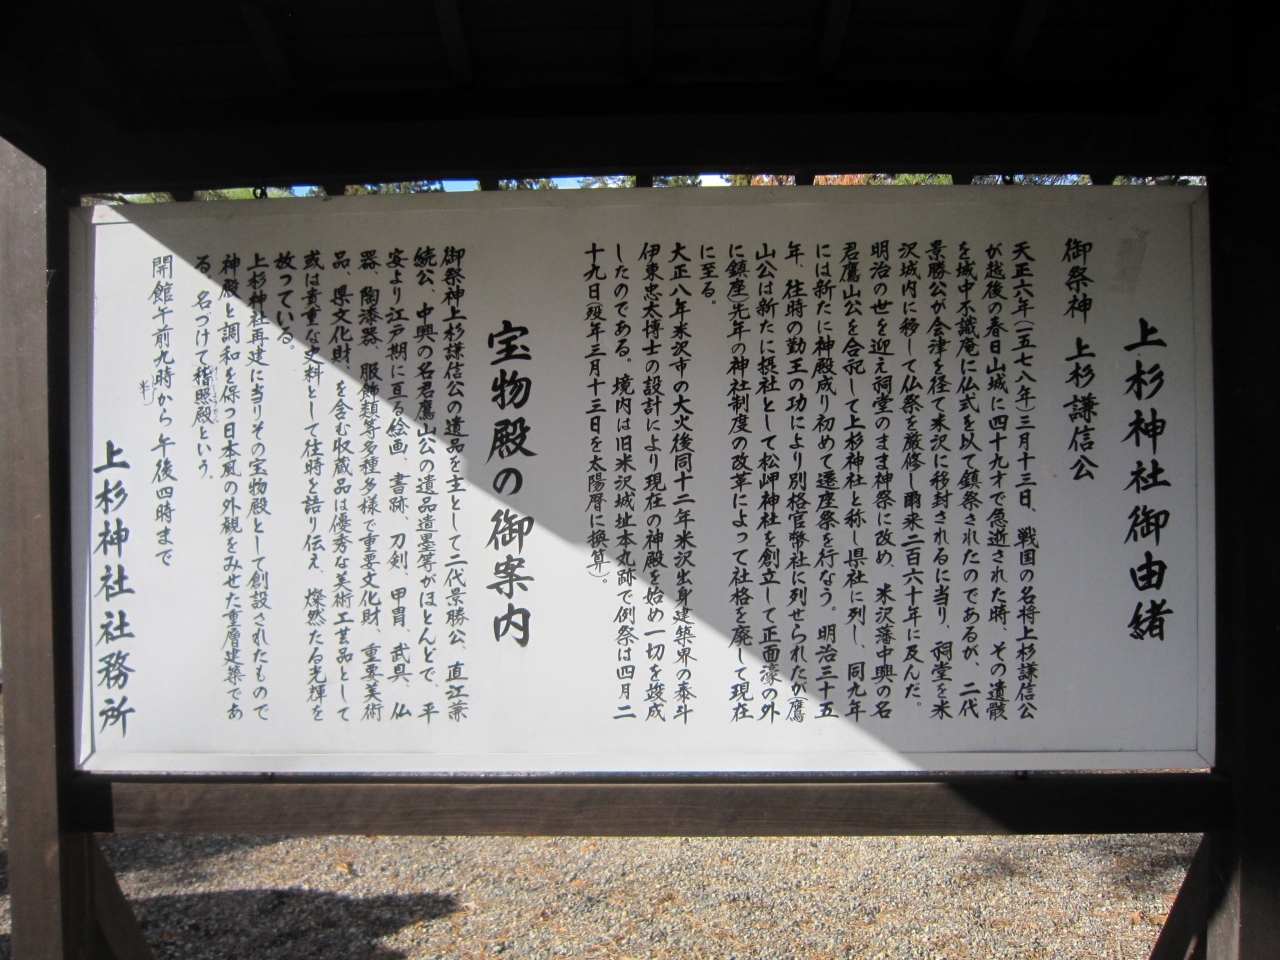 上杉神社御由緒
御祭神 上杉謙信公
天正六年(一五七八年)三月十三日、戦国の名将上杉謙信公
が越後の春日山城に四十九才で急逝された時、その遺骸
を城中不識庵に仏式を以て鎮祭されたのであるが、二代
景勝公が会津を径て米沢に移封されるに当り、祠堂を米
沢城内に移して仏祭を厳修し爾来二百六十年に及んだ。
明治の世を迎え祠堂のまま神祭に改め、米沢藩中興の名
君鷹山公を合祀して上杉神社と称し県社に列し、同九年
には新たに神殿成り初めて遷座祭を行なう。明治三十五
年、往時の勤王の功により別格官幣社に列せられたが(鷹
山公は新たに摂社として松岬神社を創立して正面濠の外
に鎮座)先年の神社制度の改革によって社格を廃して現在
に至る。
大正八年米沢市の大火後同十二年米沢出身建築界の泰斗
伊東忠太博士の設計により現在の神殿を始め一切を竣成
したのである。境内は旧米沢城址本丸跡で例祭は四月二
十九日(歿年三月十三日を太陽暦に換算)。
宝物殿の御案内
御祭神上杉謙信公の遺品を主として二代景勝公、直江兼
続公、中興の名君鷹山公の遺品遺墨等がほとんどで、平
安より江戸期に亘る絵画、書跡、刀剣、甲冑、武具、仏
器、陶漆器、服飾類等多種多様で重要文化財、重要美術
品、県文化財、を含む収蔵品は優秀な美術工芸品として
或は貴重な史料として往時を語り伝え、燦然たる光輝を
放っている。
上杉神社再建に当りその宝物殿として創設されたもので
神殿と調和を保つ日本風の外観をみせた重層建築であ
る、名づけて稽照殿という。
開館午前九時半から午後四時まで
上杉神社社務所